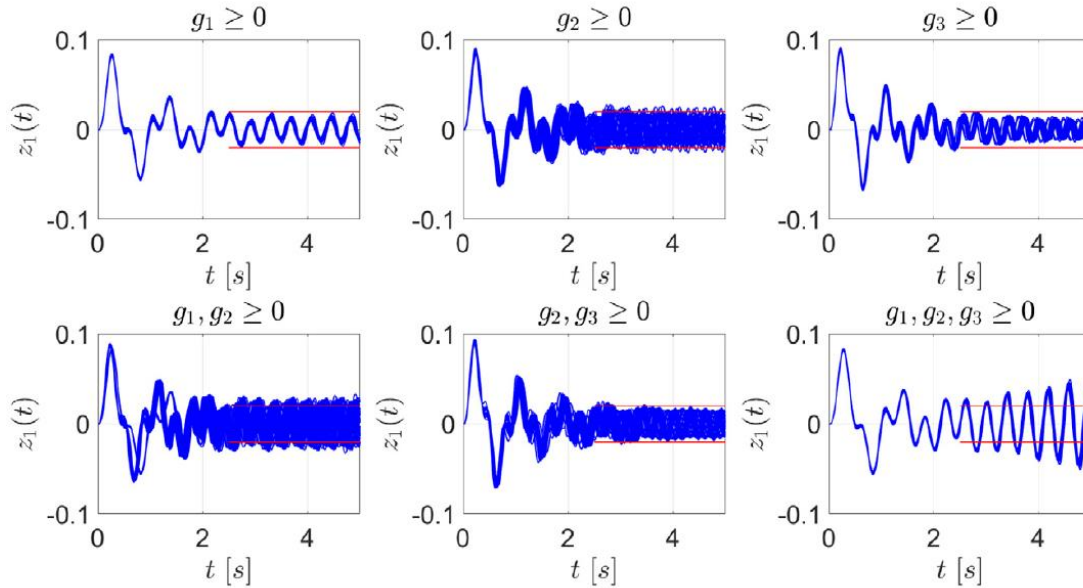 g₁ ≥ 0
0.1
z₁(t)
0
-0.1
0 2 4
t [s]
g₂ ≥ 0
0.1
z₁(t)
0
-0.1
0 2 4
t [s]
g₃ ≥ 0
0.1
z₁(t)
0
-0.1
0 2 4
t [s]
g₁, g₂ ≥ 0
0.1
z₁(t)
0
-0.1
0 2 4
t [s]
g₂, g₃ ≥ 0
0.1
z₁(t)
0
-0.1
0 2 4
t [s]
g₁, g₂, g₃ ≥ 0
0.1
z₁(t)
0
-0.1
0 2 4
t [s]